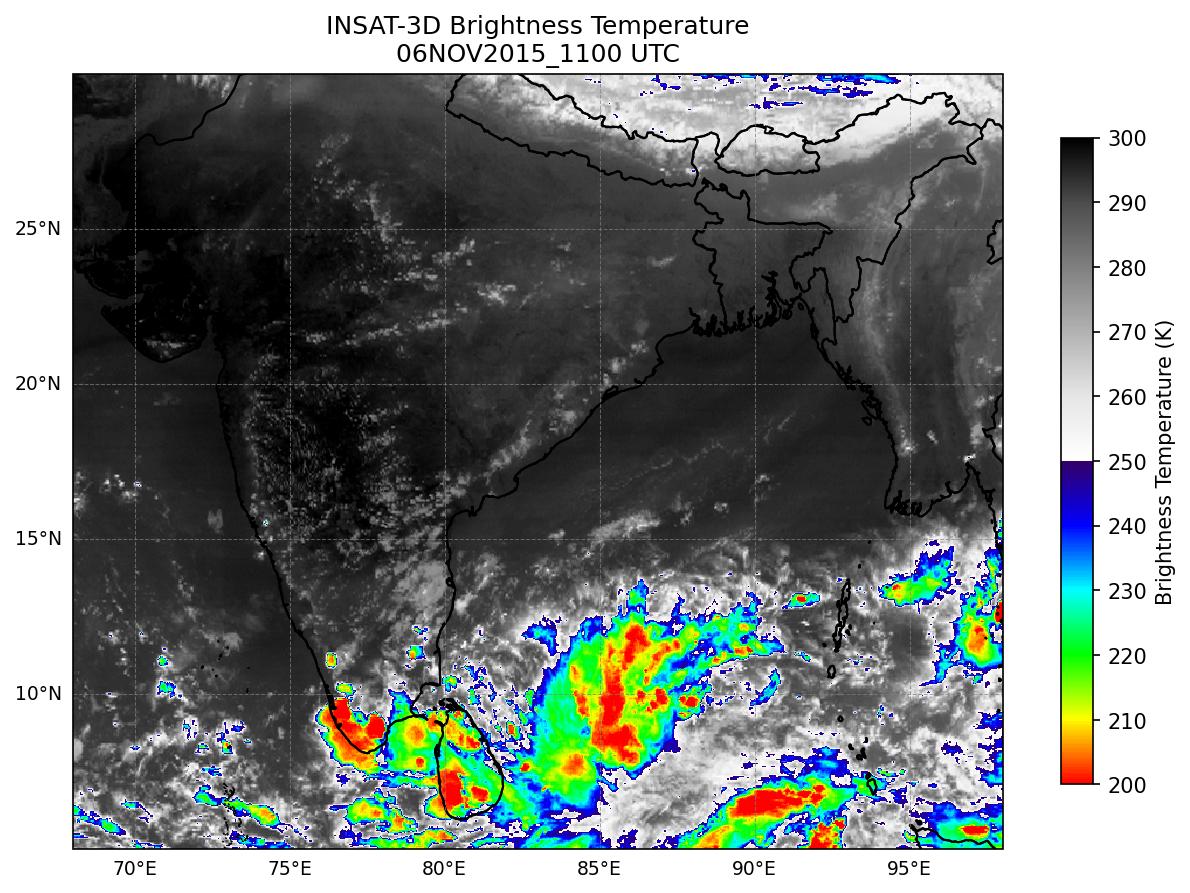 INSAT-3D Brightness Temperature
06NOV2015_1100 UTC
25°N
20°N
15°N
10°N
70°E
75°E
80°E
85°E
90°E
95°E
300
290
280
270
260
250
240
230
220
210
200
Brightness Temperature (K)